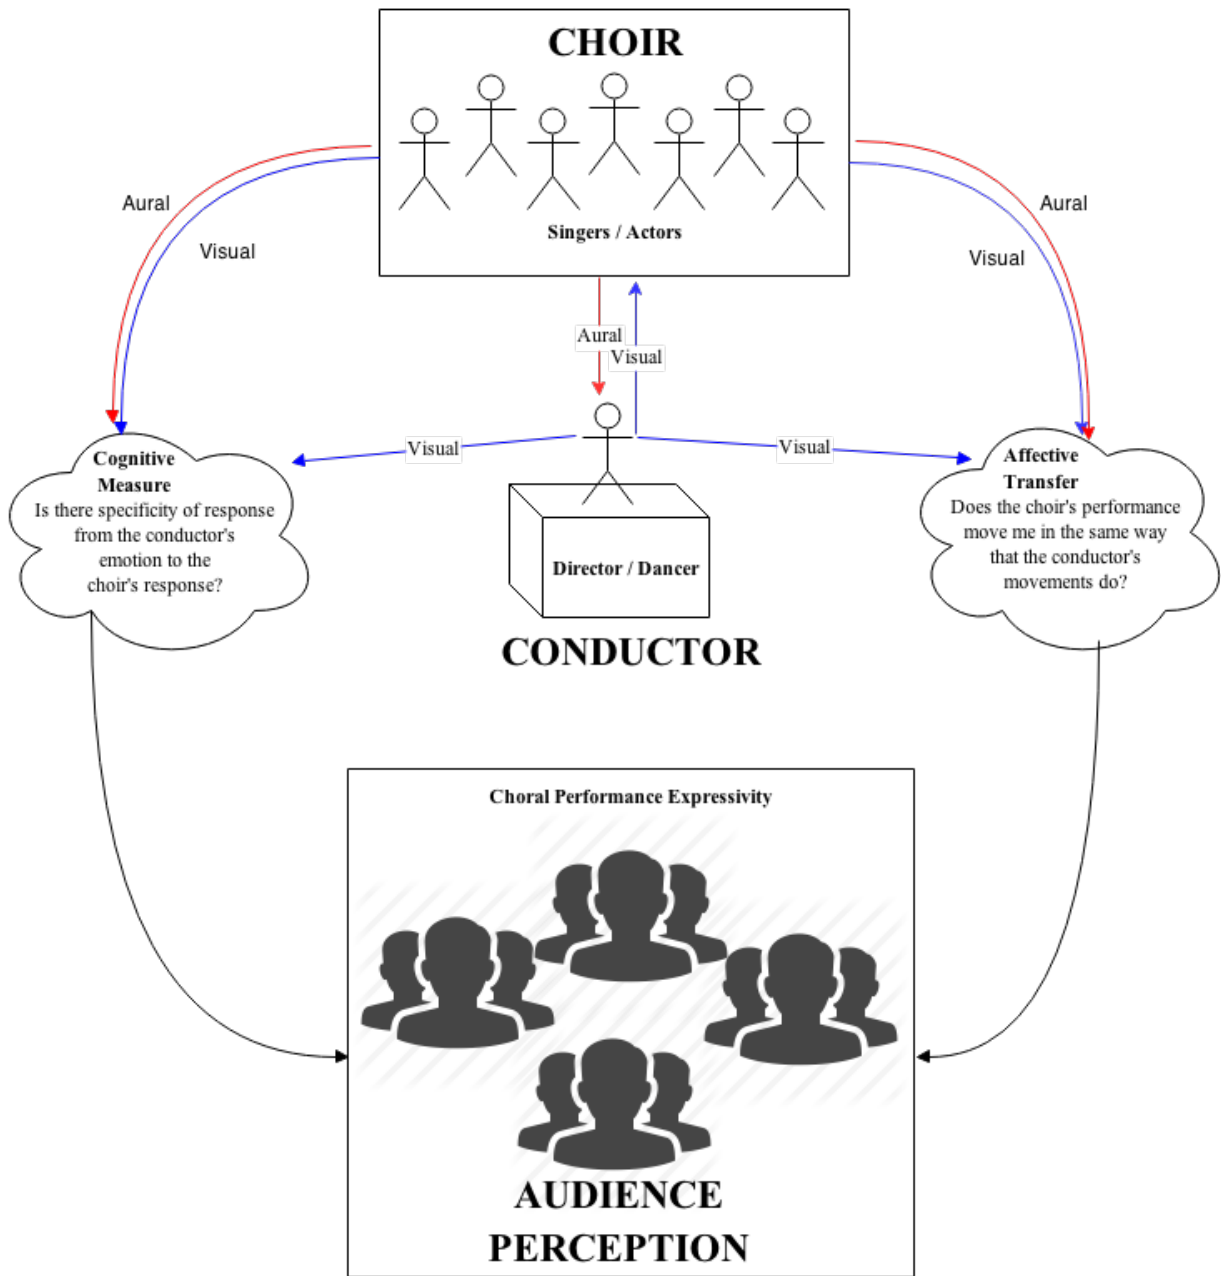 CHOIR
Singers / Actors
Aural
Visual
Aural
Visual
Aural
Visual
Visual
Visual
Cognitive
Measure
Is there specificity of response
from the conductor's
emotion to the
choir's response?
Affective
Transfer
Does the choir's performance
move me in the same way
that the conductor's
movements do?
Director / Dancer
CONDUCTOR
Choral Performance Expressivity
AUDIENCE
PERCEPTION